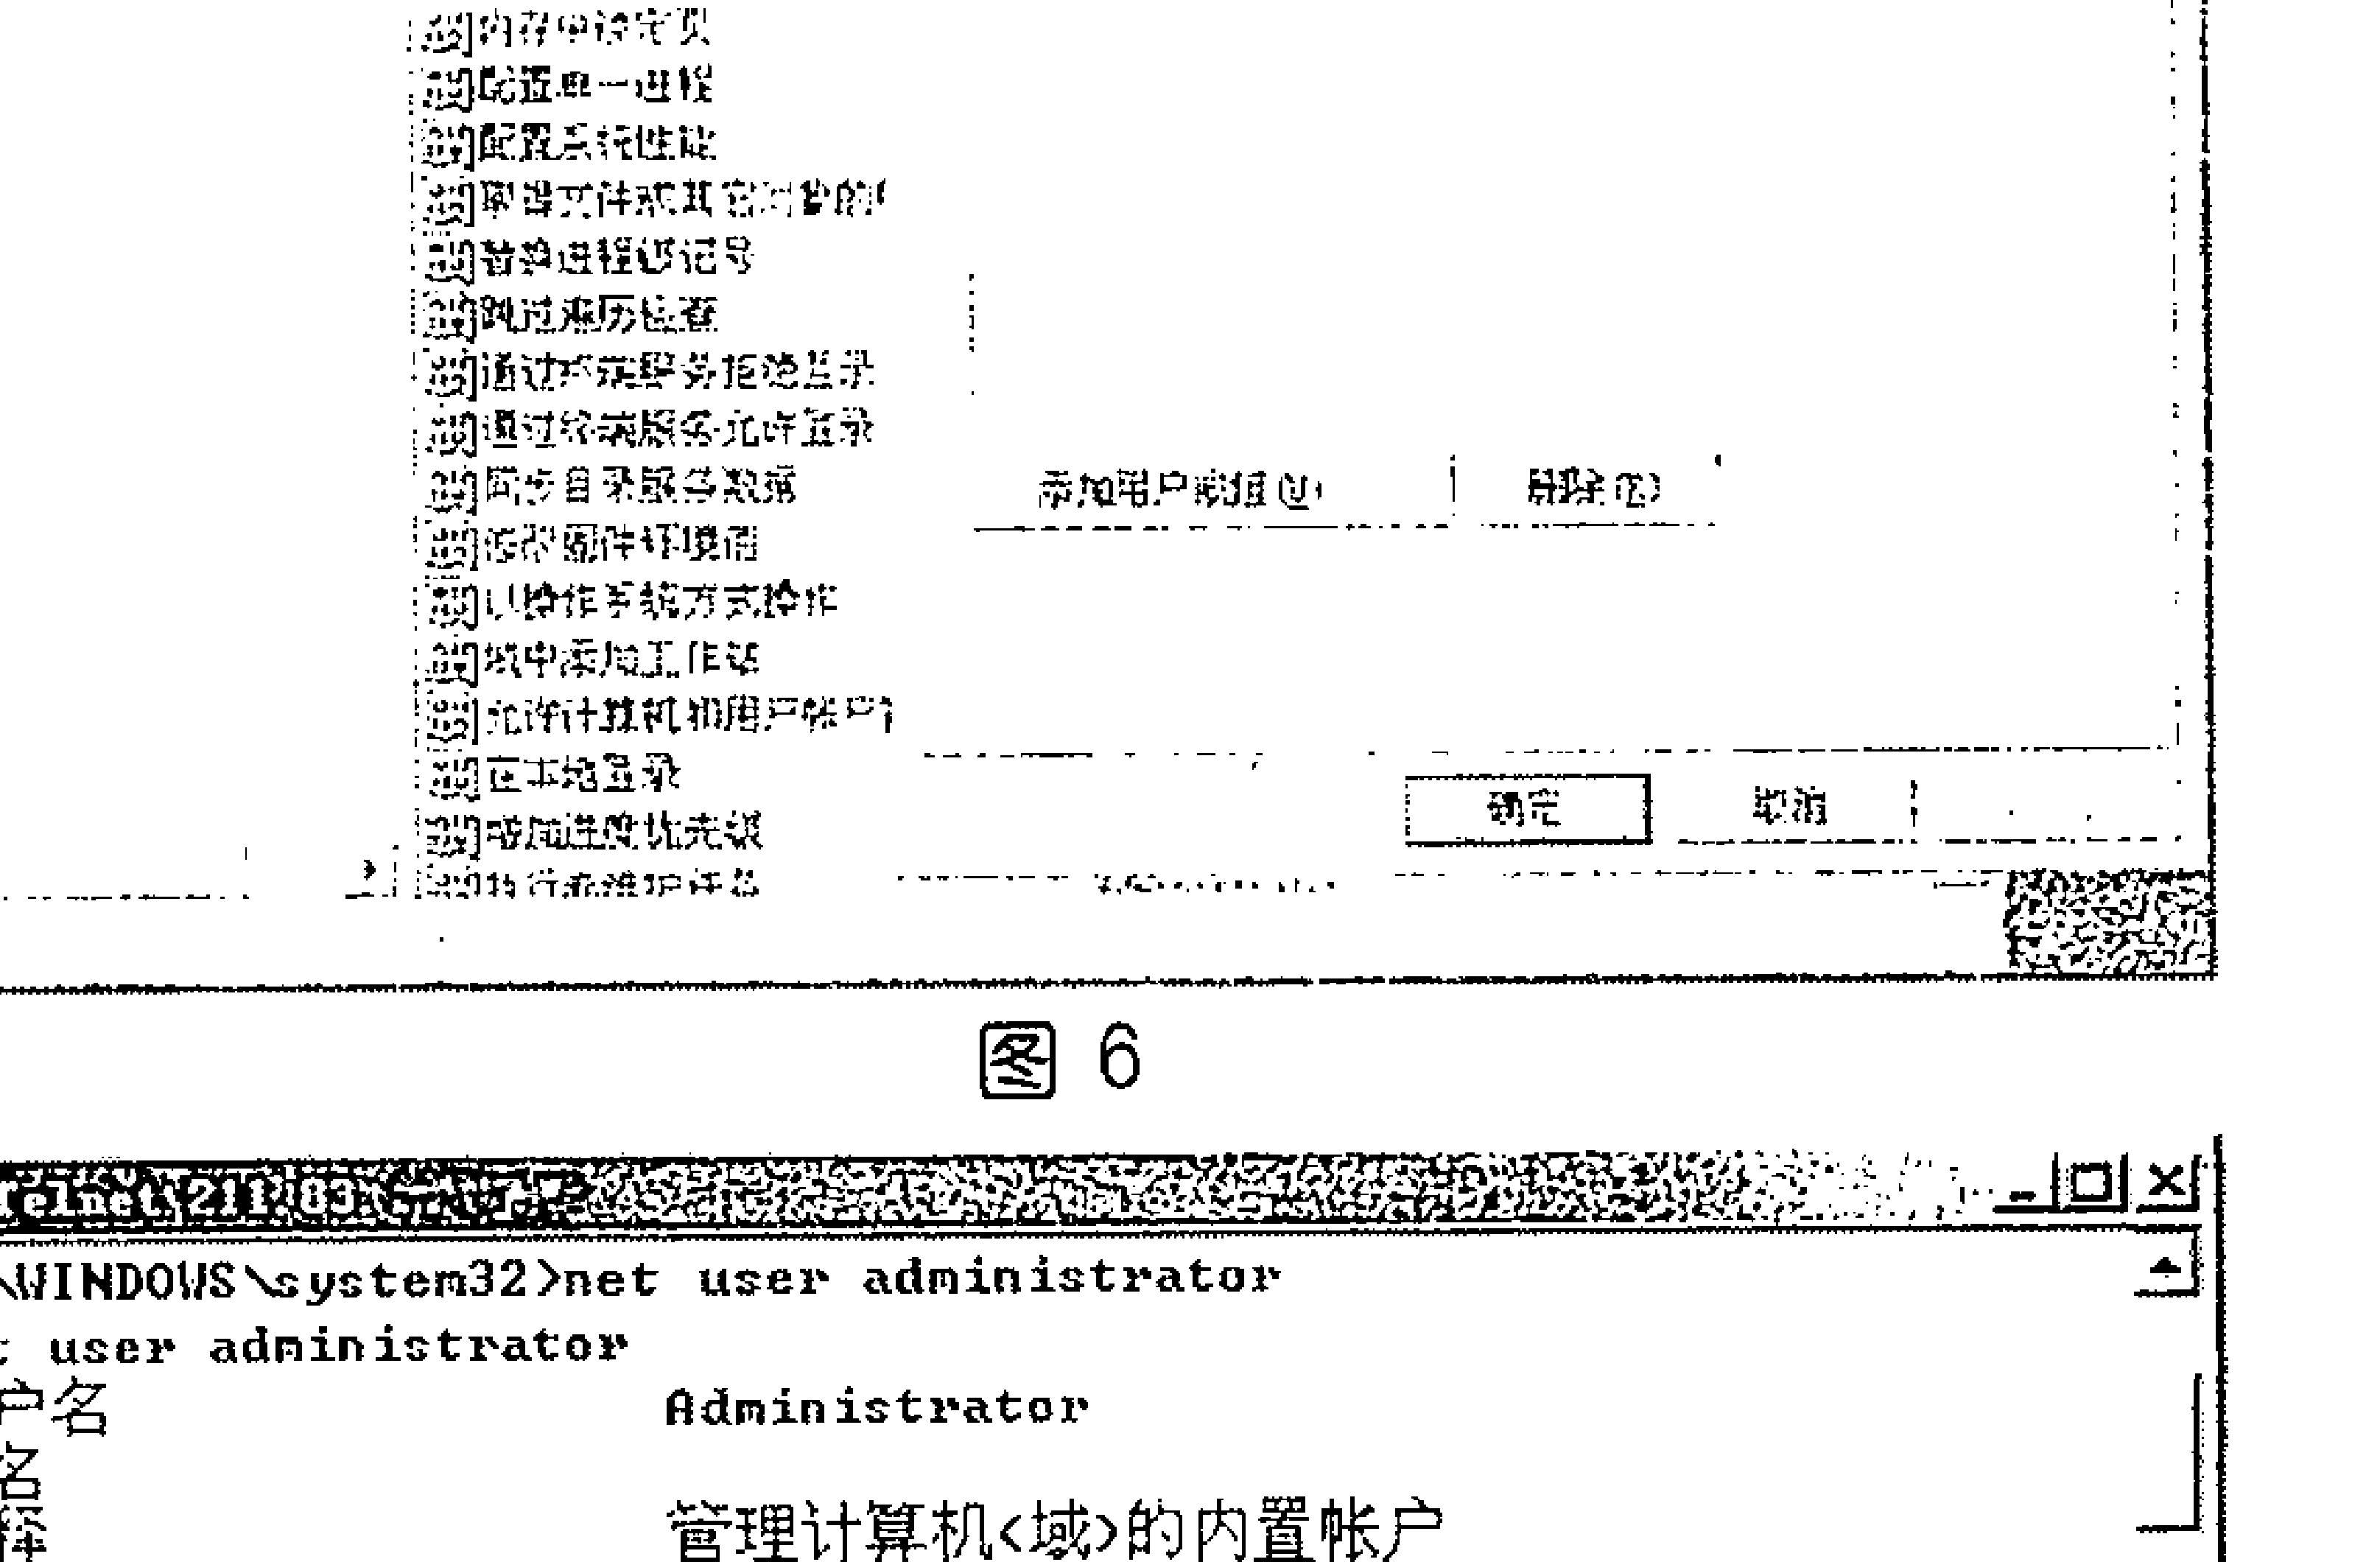 内存中锁定页
配置单一进程
配置系统性能
取得文件或其它对象的
替换进程级记号
跳过遍历检查
通过终端服务拒绝登录
通过终端服务允许登录
同步目录服务数据
添加用户或组(U)
删除(R)
修改固件环境值
以操作系统方式操作
域中添加工作站
允许计算机和用户帐户
在本地登录
确定
取消
增加进度优先级
图 6
Telnet 211.83.
\WINDOWS\system32>net user administrator
t user administrator
户名
Administrator
名
释
管理计算机<域>的内置帐户